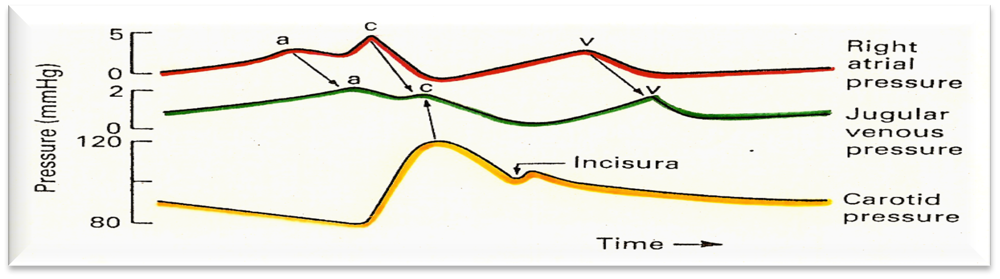 Pressure (mmHg)
5
0
a
c
v
Right
atrial
pressure
2
0
a
c
v
Jugular
venous
pressure
120
80
Incisura
Carotid
pressure
Time